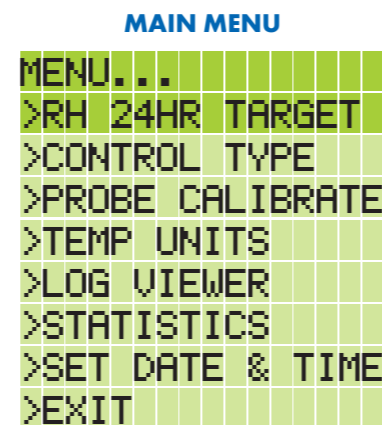 MAIN MENU
MENU...
>RH 24HR TARGET
>CONTROL TYPE
>PROBE CALIBRATE
>TEMP UNITS
>LOG VIEWER
>STATISTICS
>SET DATE & TIME
>EXIT